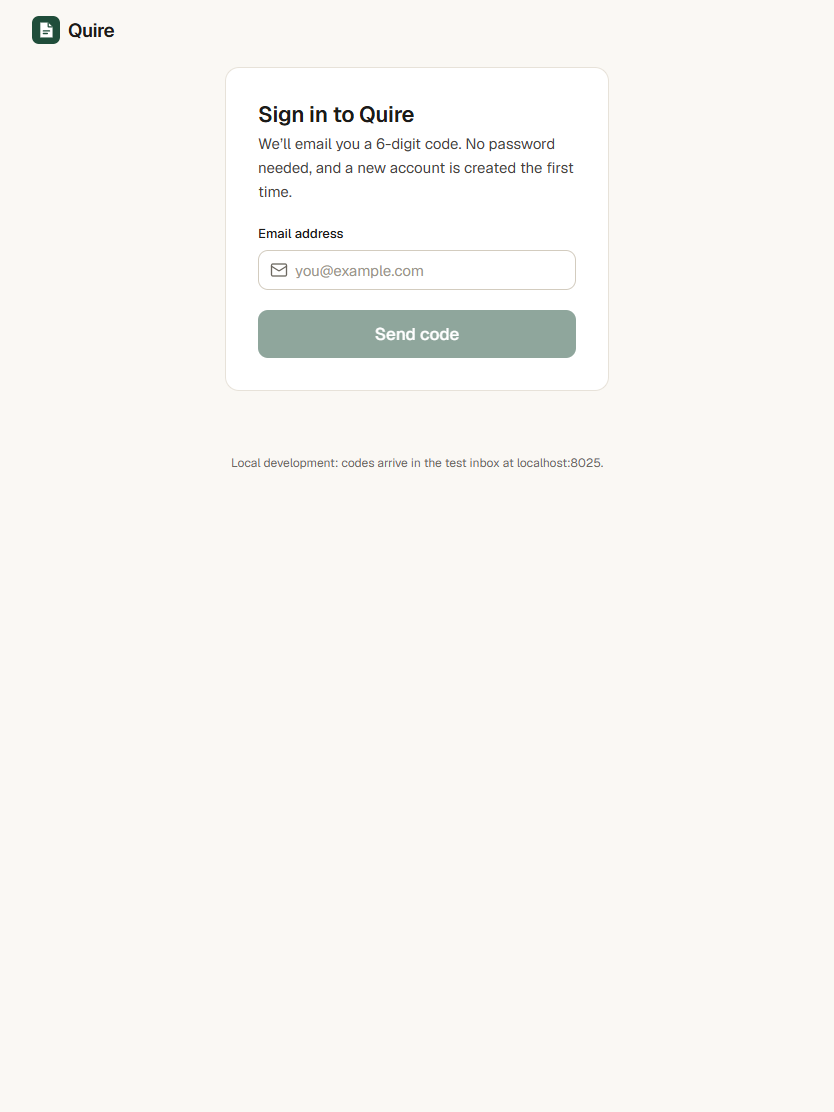 Quire
Sign in to Quire
We’ll email you a 6-digit code. No password
needed, and a new account is created the first
time.
Email address
you@example.com
Send code
Local development: codes arrive in the test inbox at localhost:8025.